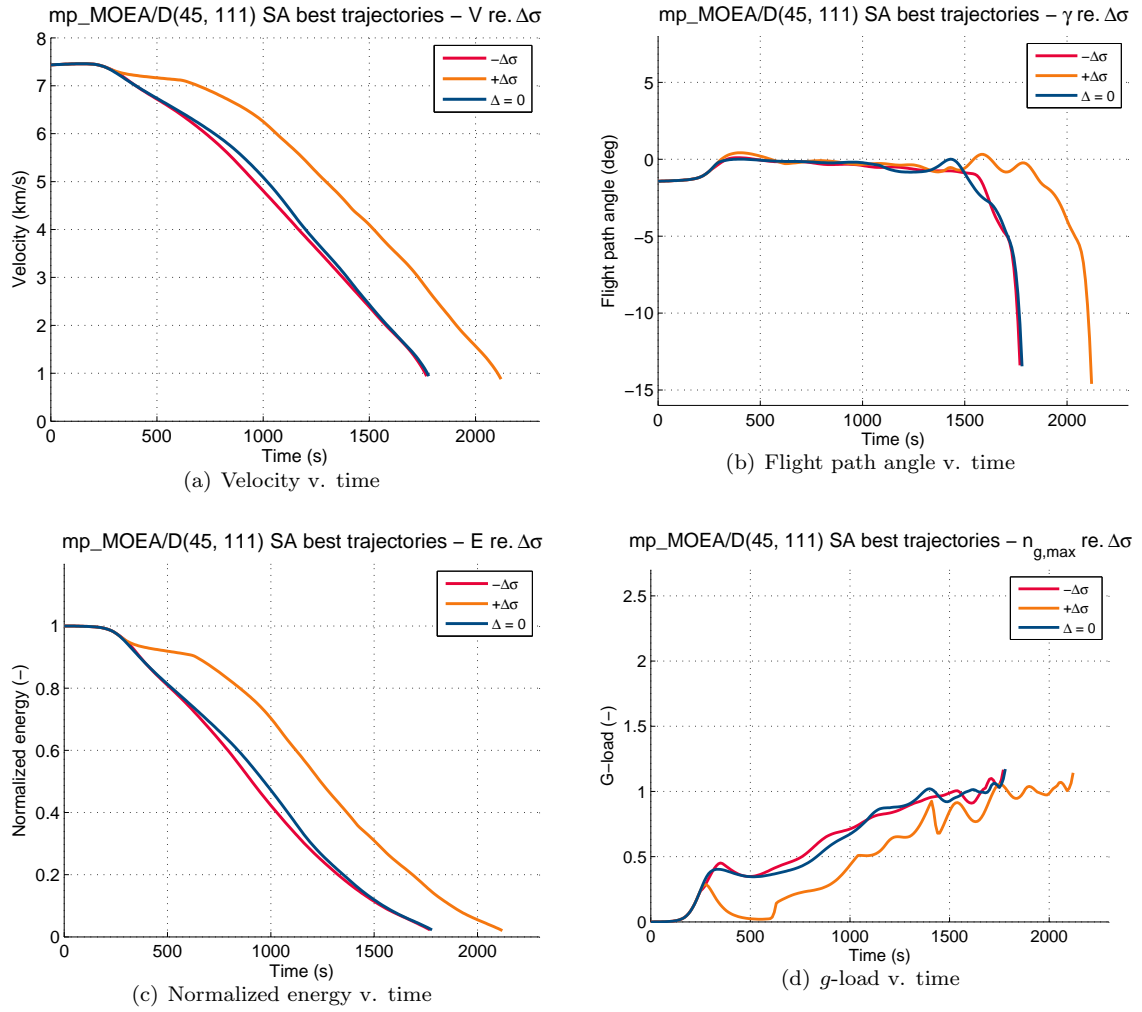 mp_MOEA/D(45, 111) SA best trajectories − V re. Δσ
8
7
6
5
4
3
2
1
0
Velocity (km/s)
−Δσ
+Δσ
Δ = 0
0
500
1000
1500
2000
Time (s)
(a) Velocity v. time
mp_MOEA/D(45, 111) SA best trajectories − γ re. Δσ
5
0
−5
−10
−15
Flight path angle (deg)
−Δσ
+Δσ
Δ = 0
0
500
1000
1500
2000
Time (s)
(b) Flight path angle v. time
mp_MOEA/D(45, 111) SA best trajectories − E re. Δσ
1
0.8
0.6
0.4
0.2
0
Normalized energy (−)
−Δσ
+Δσ
Δ = 0
0
500
1000
1500
2000
Time (s)
(c) Normalized energy v. time
mp_MOEA/D(45, 111) SA best trajectories − n_g,max re. Δσ
2.5
2
1.5
1
0.5
0
G−load (−)
−Δσ
+Δσ
Δ = 0
0
500
1000
1500
2000
Time (s)
(d) g-load v. time